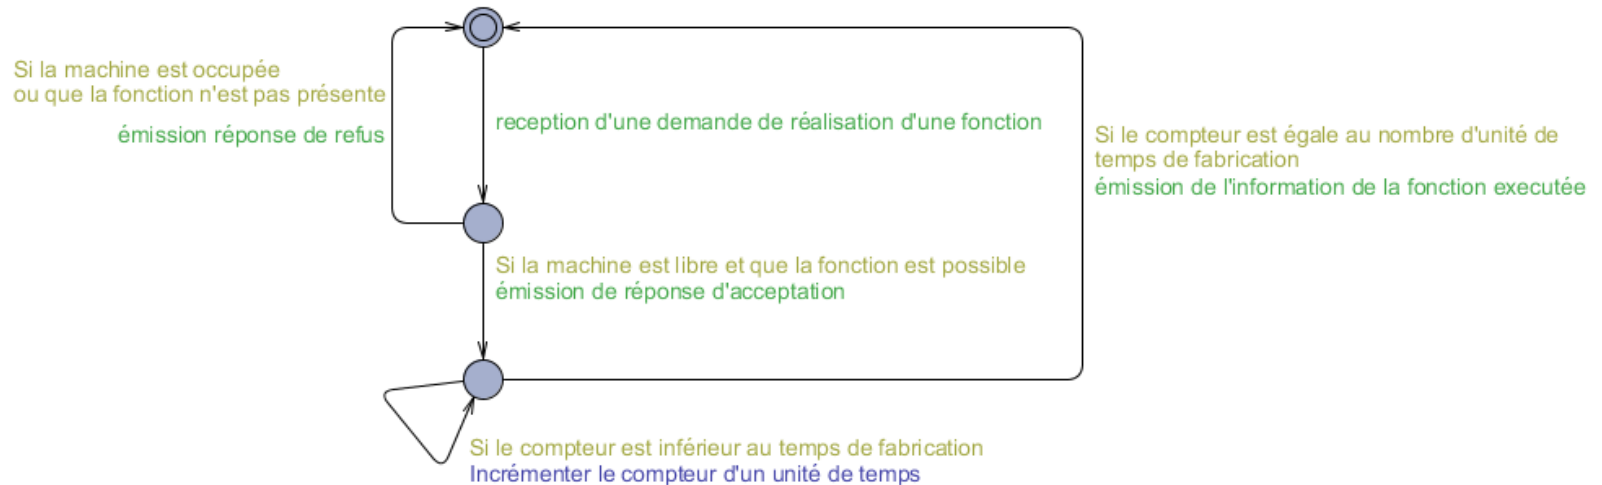 Si la machine est occupée
ou que la fonction n'est pas présente
émission réponse de refus
reception d'une demande de réalisation d'une fonction
Si le compteur est égale au nombre d'unité de
temps de fabrication
émission de l'information de la fonction executée
Si la machine est libre et que la fonction est possible
émission de réponse d'acceptation
Si le compteur est inférieur au temps de fabrication
Incrémenter le compteur d'un unité de temps